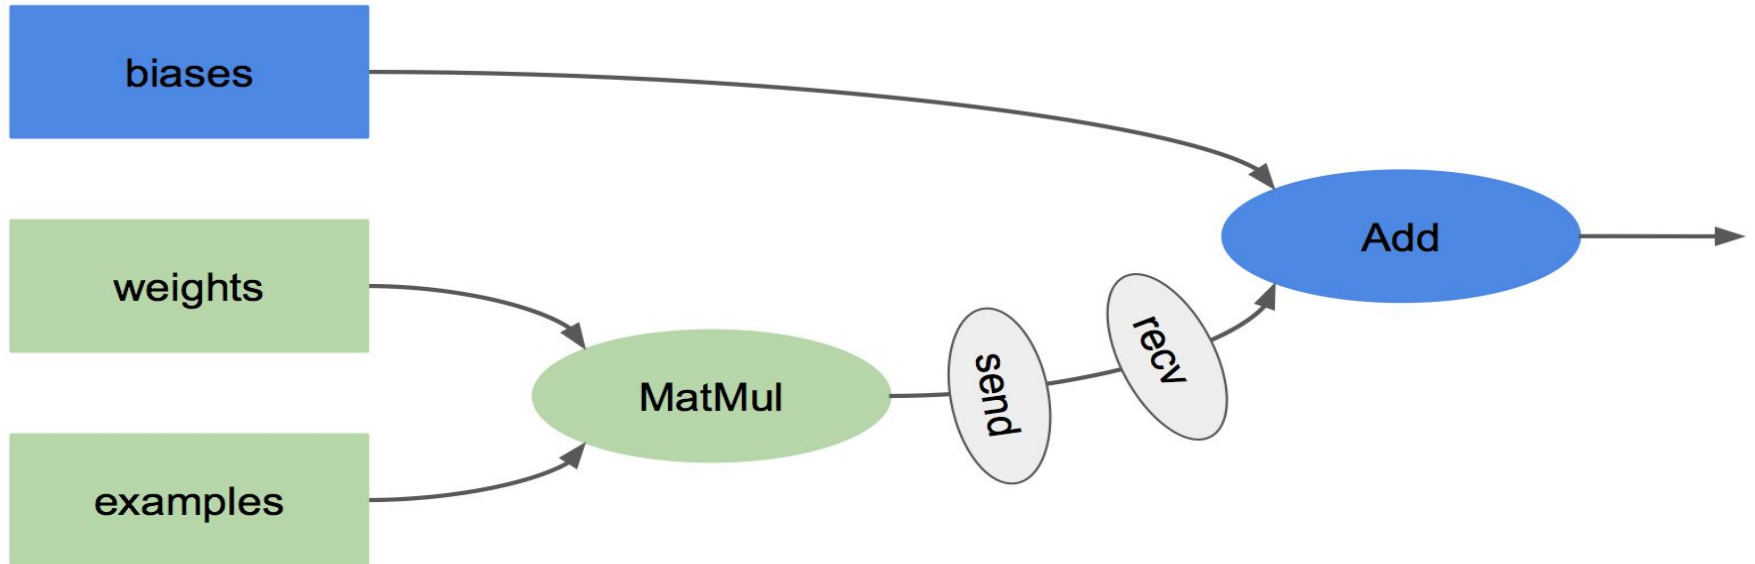 biases
weights
examples
MatMul
send
recv
Add